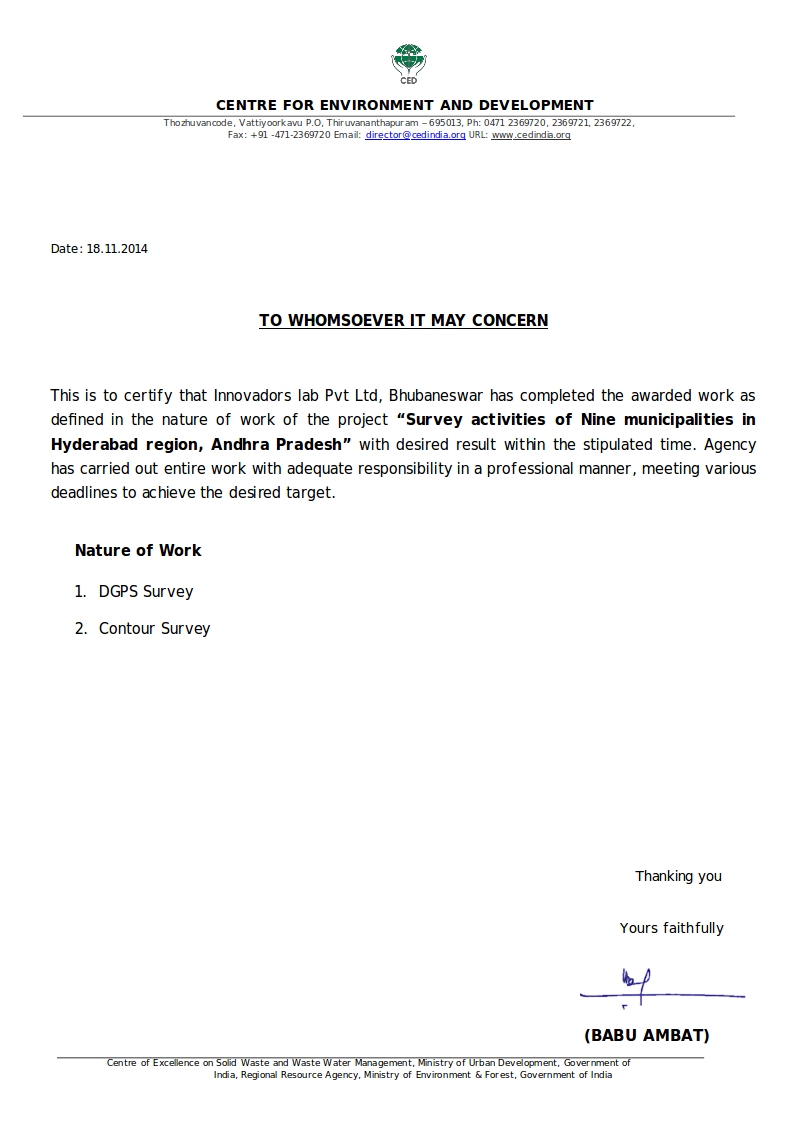 CED
CENTRE FOR ENVIRONMENT AND DEVELOPMENT
Thozhuvancode, Vattiyoorkavu P.O, Thiruvananthapuram – 695013, Ph: 0471 2369720, 2369721, 2369722,
Fax: +91 -471-2369720 Email: director@cedindia.org URL: www.cedindia.org
Date: 18.11.2014
TO WHOMSOEVER IT MAY CONCERN
This is to certify that Innovadors lab Pvt Ltd, Bhubaneswar has completed the awarded work as
defined in the nature of work of the project “Survey activities of Nine municipalities in
Hyderabad region, Andhra Pradesh” with desired result within the stipulated time. Agency
has carried out entire work with adequate responsibility in a professional manner, meeting various
deadlines to achieve the desired target.
Nature of Work
1. DGPS Survey
2. Contour Survey
Thanking you
Yours faithfully
(BABU AMBAT)
Centre of Excellence on Solid Waste and Waste Water Management, Ministry of Urban Development, Government of
India, Regional Resource Agency, Ministry of Environment & Forest, Government of India